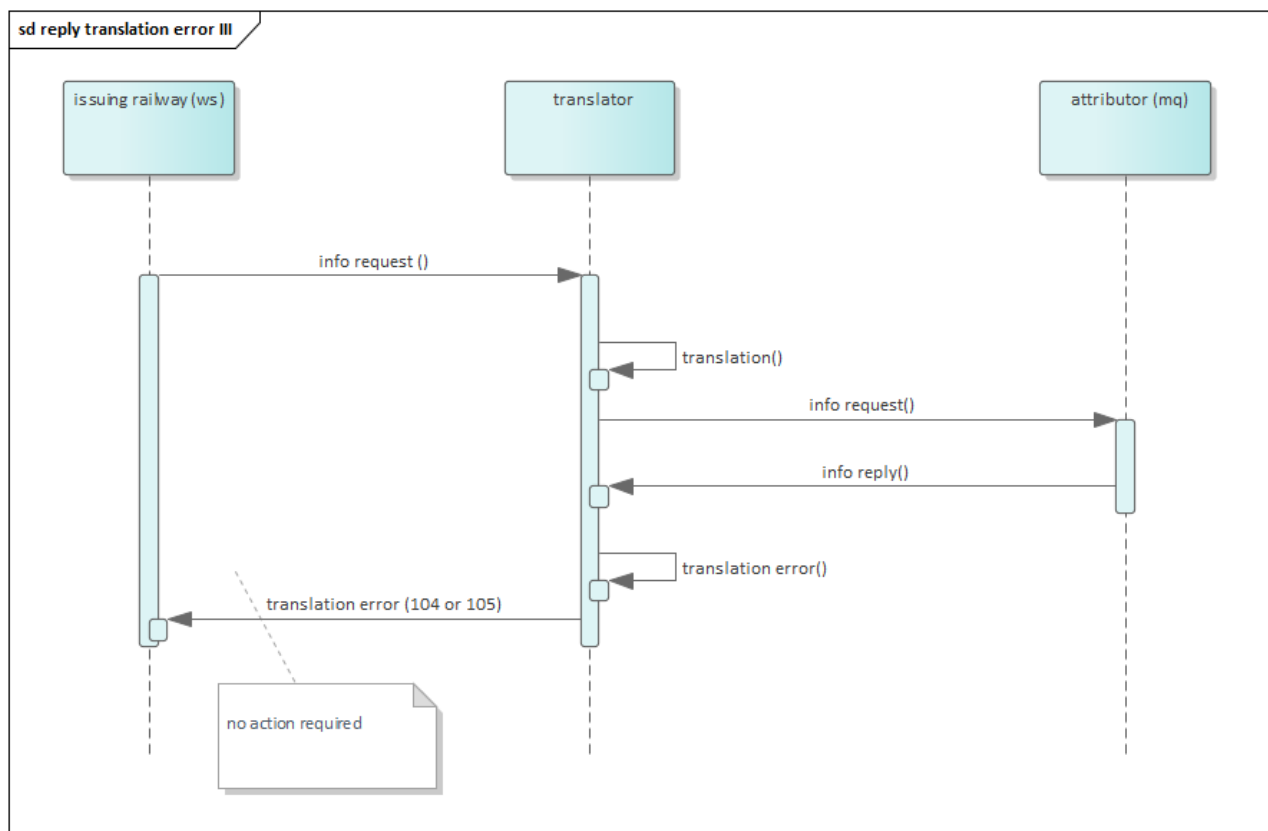 sd reply translation error III
issuing railway (ws)
translator
attributor (mq)
info request ()
translation()
info request()
info reply()
translation error()
translation error (104 or 105)
no action required